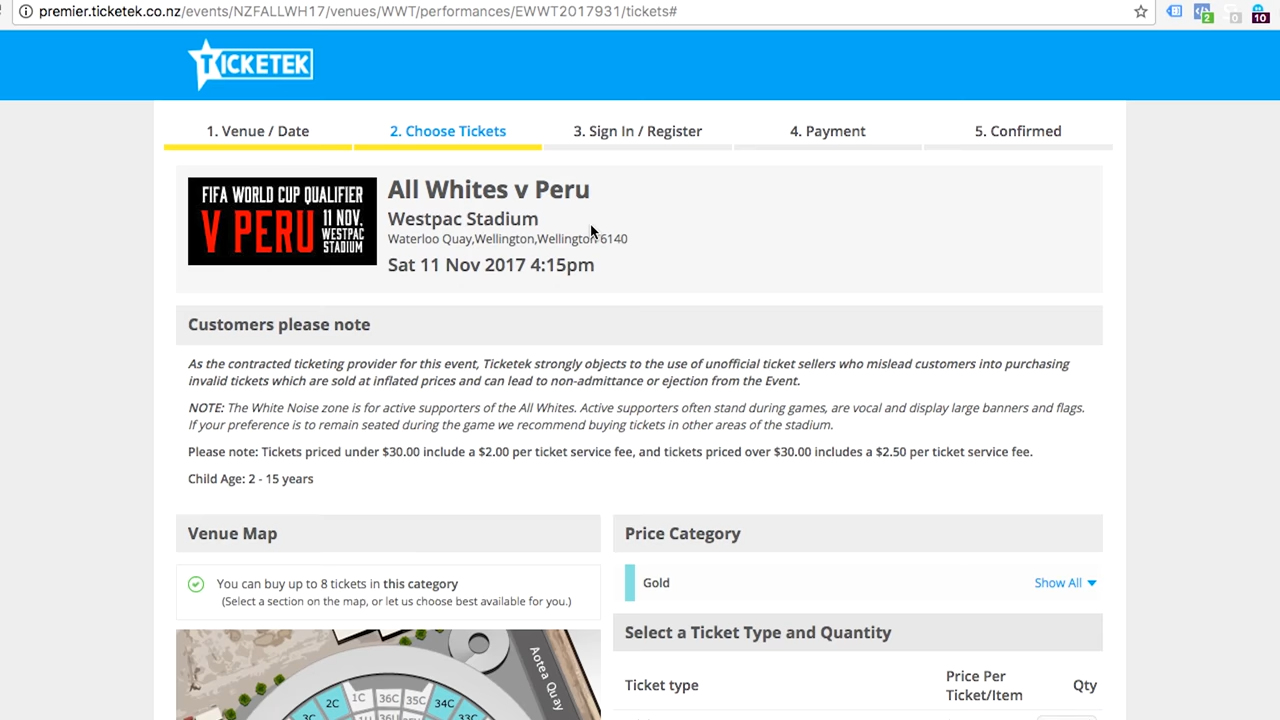 premier.ticketek.co.nz/events/NZFALLWH17/venues/WWT/performances/EWWT2017931/tickets#
2
0
10
TICKETEK
1. Venue / Date
2. Choose Tickets
3. Sign In / Register
4. Payment
5. Confirmed
FIFA WORLD CUP QUALIFIER
V PERU
11 NOV.
WESTPAC
STADIUM
All Whites v Peru
Westpac Stadium
Waterloo Quay,Wellington,Wellington 6140
Sat 11 Nov 2017 4:15pm
Customers please note
As the contracted ticketing provider for this event, Ticketek strongly objects to the use of unofficial ticket sellers who mislead customers into purchasing
invalid tickets which are sold at inflated prices and can lead to non-admittance or ejection from the Event.
NOTE: The White Noise zone is for active supporters of the All Whites. Active supporters often stand during games, are vocal and display large banners and flags.
If your preference is to remain seated during the game we recommend buying tickets in other areas of the stadium.
Please note: Tickets priced under $30.00 include a $2.00 per ticket service fee, and tickets priced over $30.00 includes a $2.50 per ticket service fee.
Child Age: 2 - 15 years
Venue Map
You can buy up to 8 tickets in this category
(Select a section on the map, or let us choose best available for you.)
Aotea Quay
2C
1C
36C
35C
34C
3C
33C
Price Category
Gold
Show All
Select a Ticket Type and Quantity
Ticket type
Price Per
Ticket/Item
Qty